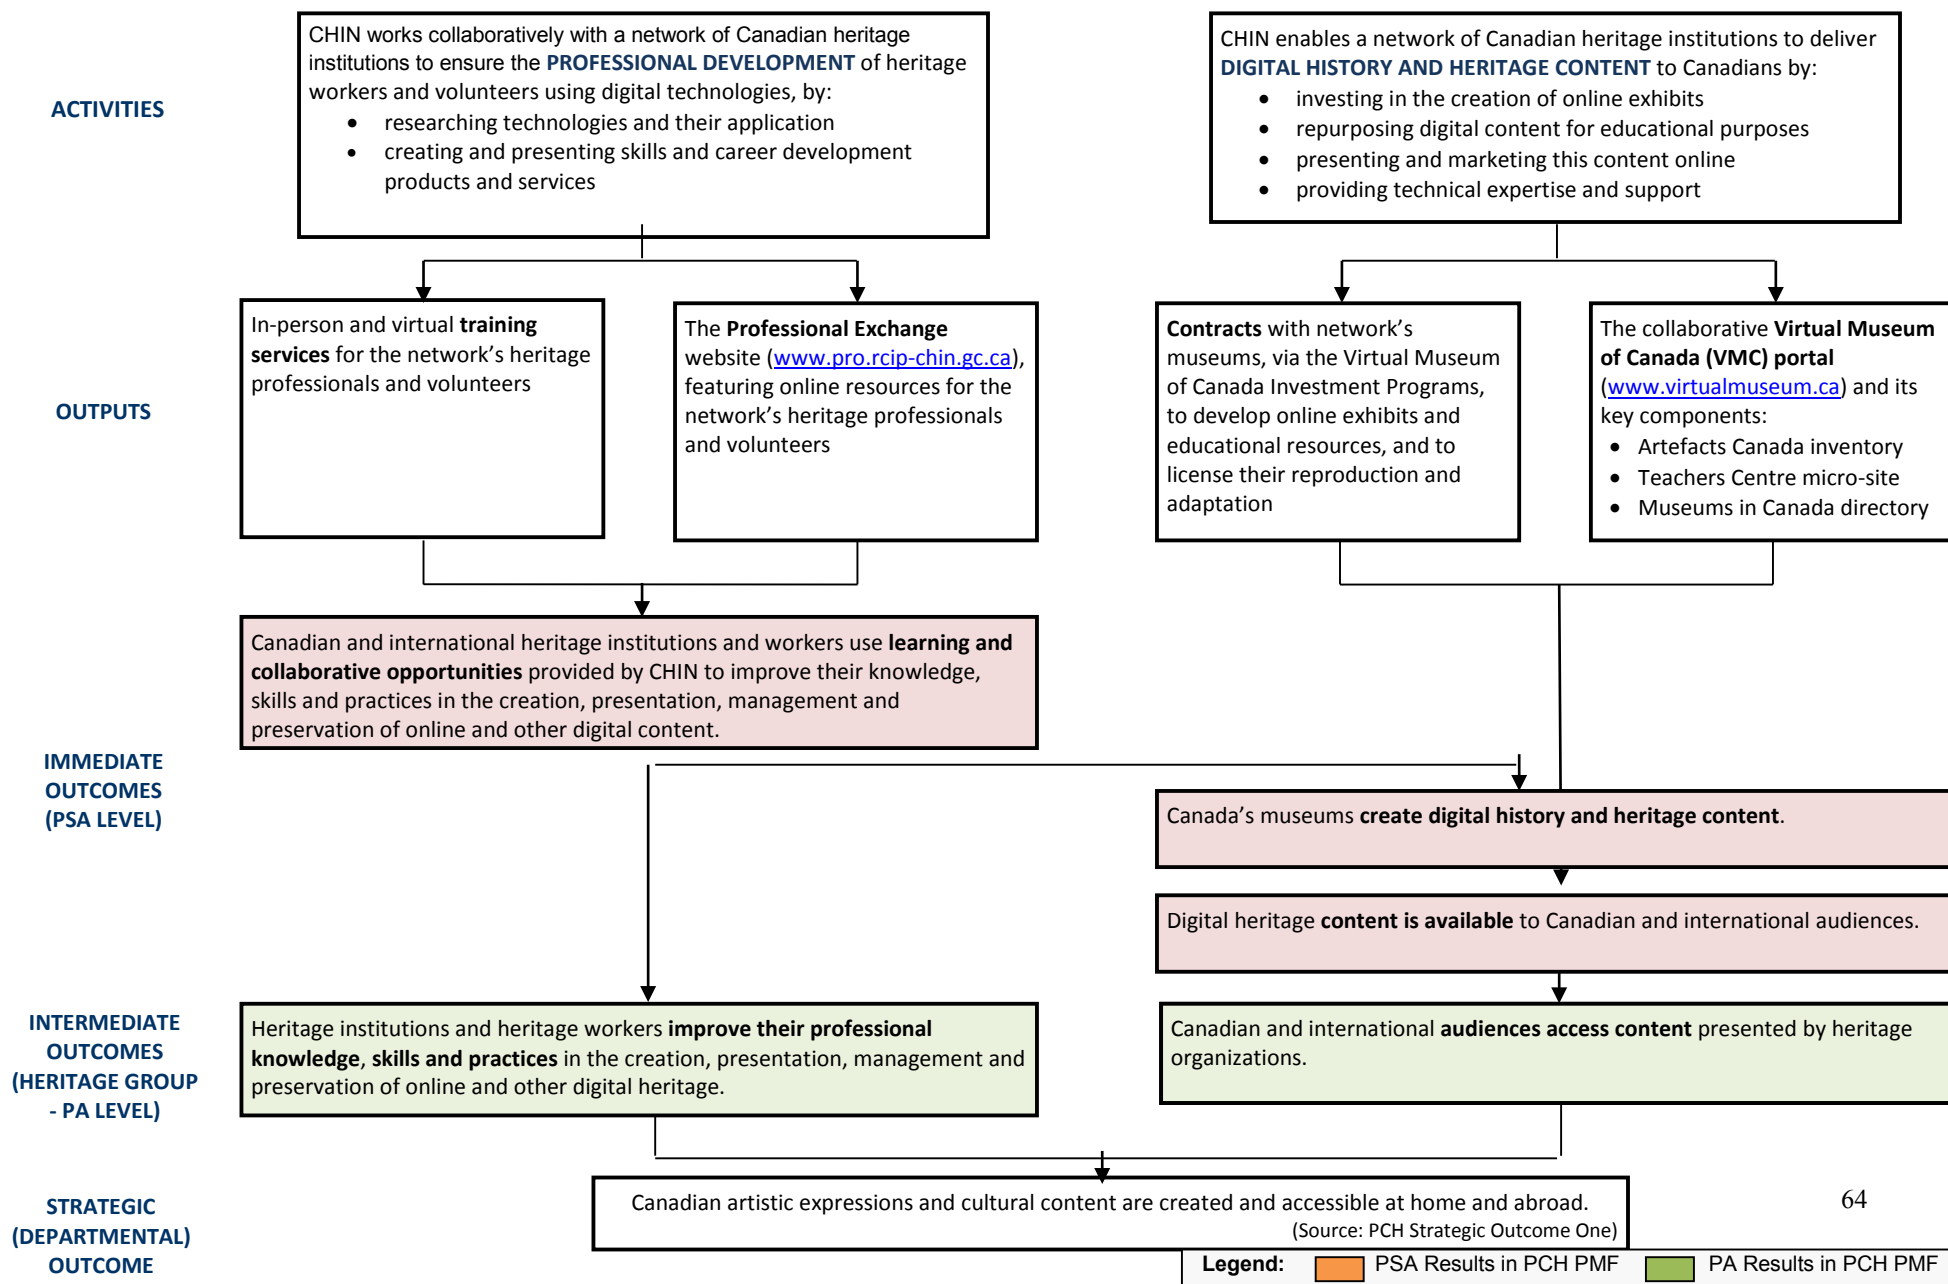 ACTIVITIES
CHIN works collaboratively with a network of Canadian heritage
institutions to ensure the PROFESSIONAL DEVELOPMENT of heritage
workers and volunteers using digital technologies, by:
• researching technologies and their application
• creating and presenting skills and career development
products and services
CHIN enables a network of Canadian heritage institutions to deliver
DIGITAL HISTORY AND HERITAGE CONTENT to Canadians by:
• investing in the creation of online exhibits
• repurposing digital content for educational purposes
• presenting and marketing this content online
• providing technical expertise and support
OUTPUTS
In-person and virtual training
services for the network's heritage
professionals and volunteers
The Professional Exchange
website (www.pro.rcip-chin.gc.ca),
featuring online resources for the
network's heritage professionals
and volunteers
Contracts with network's
museums, via the Virtual Museum
of Canada Investment Programs,
to develop online exhibits and
educational resources, and to
license their reproduction and
adaptation
The collaborative Virtual Museum
of Canada (VMC) portal
(www.virtualmuseum.ca) and its
key components:
• Artefacts Canada inventory
• Teachers Centre micro-site
• Museums in Canada directory
IMMEDIATE
OUTCOMES
(PSA LEVEL)
Canadian and international heritage institutions and workers use learning and
collaborative opportunities provided by CHIN to improve their knowledge,
skills and practices in the creation, presentation, management and
preservation of online and other digital content.
Canada's museums create digital history and heritage content.
Digital heritage content is available to Canadian and international audiences.
INTERMEDIATE
OUTCOMES
(HERITAGE GROUP
- PA LEVEL)
Heritage institutions and heritage workers improve their professional
knowledge, skills and practices in the creation, presentation, management and
preservation of online and other digital heritage.
Canadian and international audiences access content presented by heritage
organizations.
STRATEGIC
(DEPARTMENTAL)
OUTCOME
Canadian artistic expressions and cultural content are created and accessible at home and abroad.
(Source: PCH Strategic Outcome One)
64
Legend: PSA Results in PCH PMF PA Results in PCH PMF